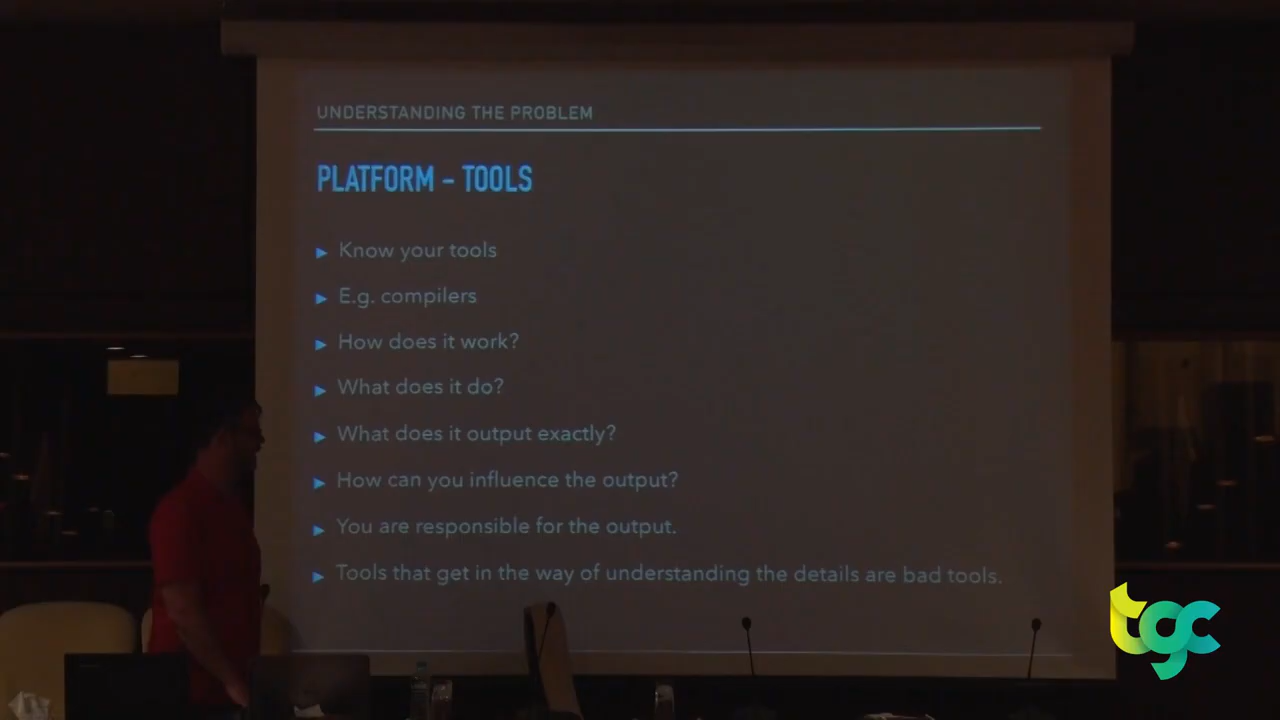 UNDERSTANDING THE PROBLEM
PLATFORM – TOOLS
▸ Know your tools
▸ E.g. compilers
▸ How does it work?
▸ What does it do?
▸ What does it output exactly?
▸ How can you influence the output?
▸ You are responsible for the output.
▸ Tools that get in the way of understanding the details are bad tools.
tgc